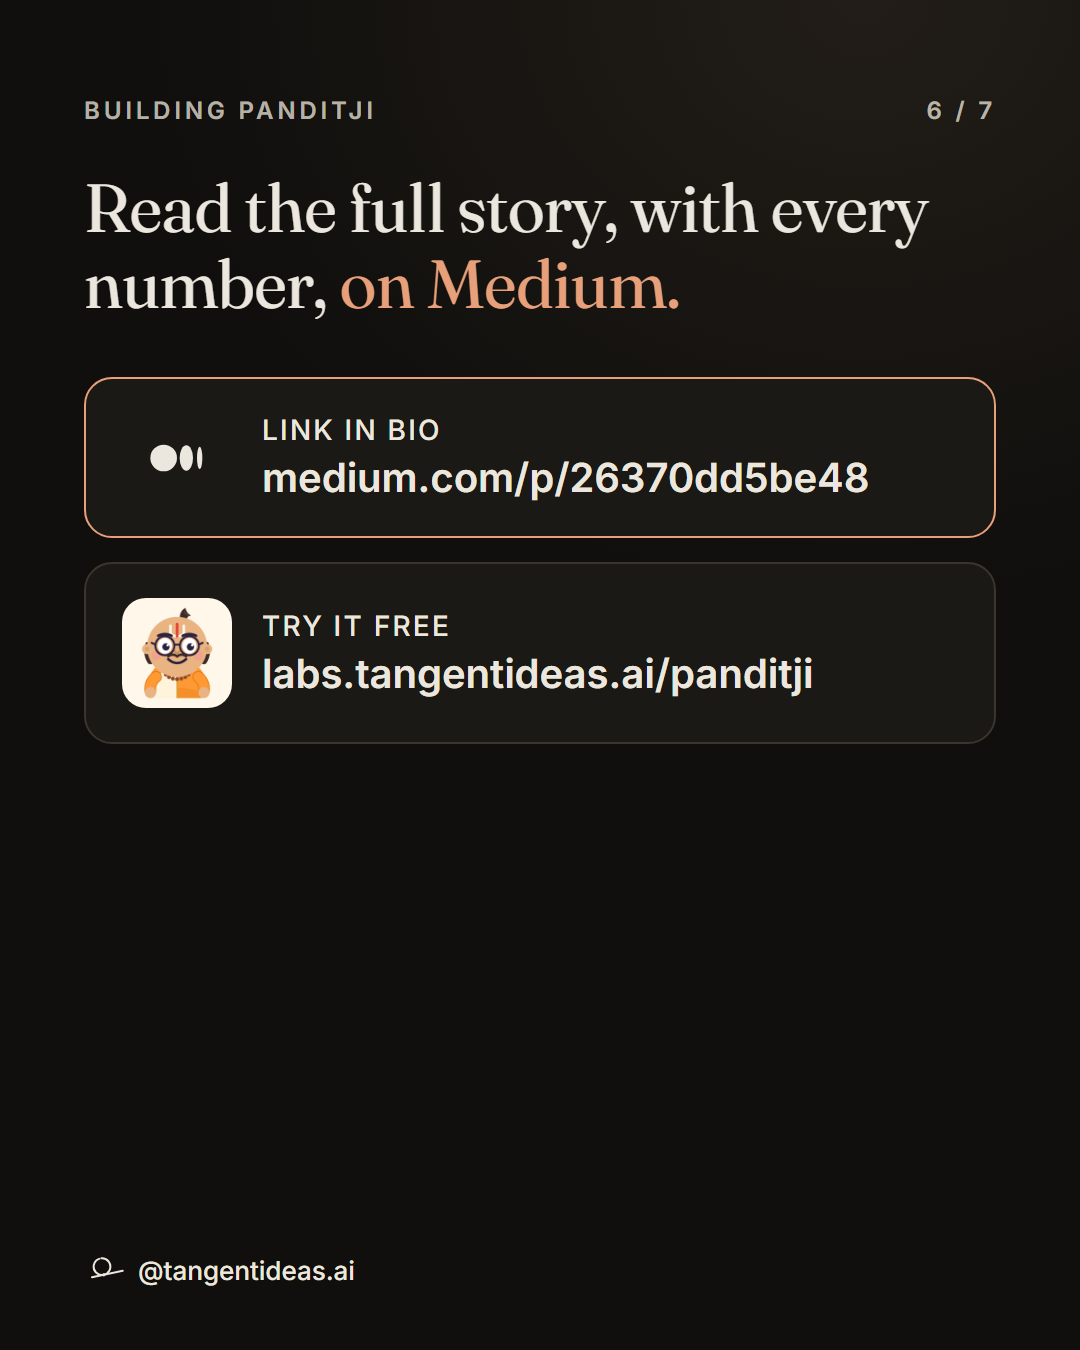 BUILDING PANDITJI
6 / 7
Read the full story, with every
number, on Medium.
LINK IN BIO
medium.com/p/26370dd5be48
TRY IT FREE
labs.tangentideas.ai/panditji
@tangentideas.ai